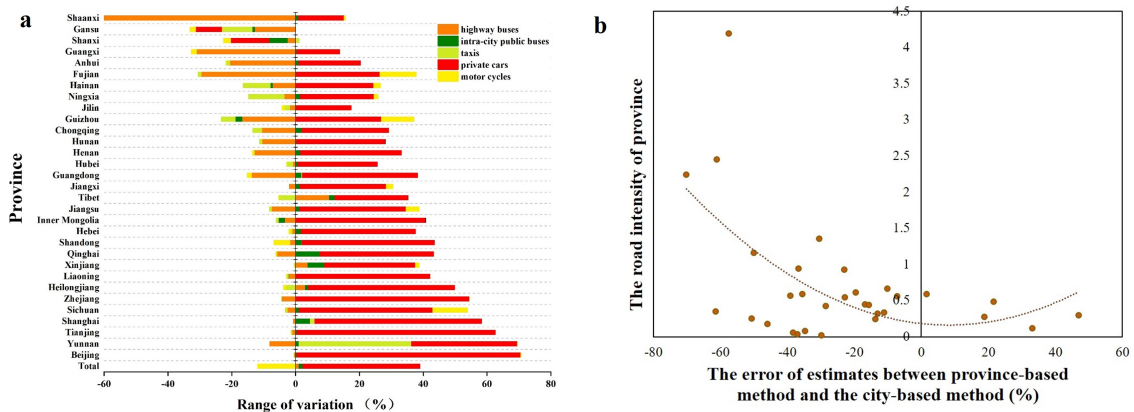 a
Province
Shaanxi
Gansu
Shanxi
Guangxi
Anhui
Fujian
Hainan
Ningxia
Jilin
Guizhou
Chongqing
Hunan
Henan
Hubei
Guangdong
Jiangxi
Tibet
Jiangsu
Inner Mongolia
Hebei
Shandong
Qinghai
Xinjiang
Liaoning
Heilongjiang
Zhejiang
Sichuan
Shanghai
Tianjing
Yunnan
Beijing
Total
highway buses
intra-city public buses
taxis
private cars
motor cycles
-60 -40 -20 0 20 40 60 80
Range of variation (%)
b
The road intensity of province
4.5
4
3.5
3
2.5
2
1.5
1
0.5
0
-80 -60 -40 -20 0 20 40 60
The error of estimates between province-based
method and the city-based method (%)